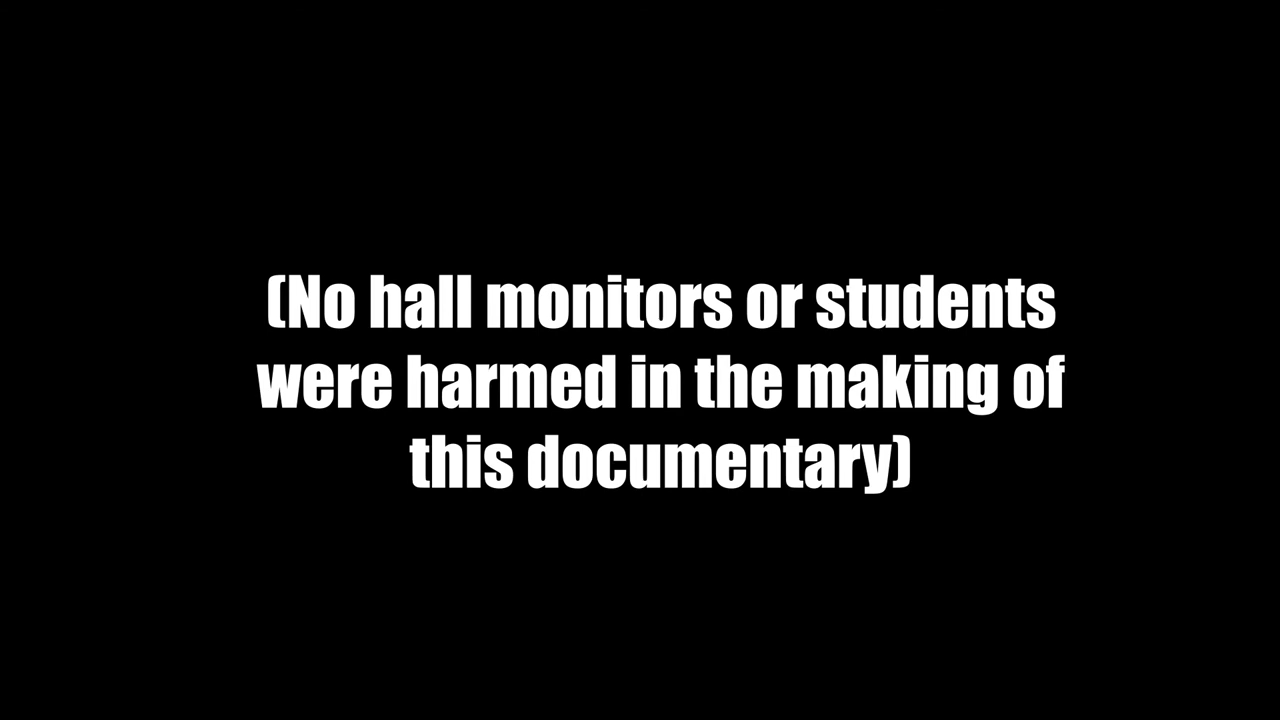 (No hall monitors or students
were harmed in the making of
this documentary)